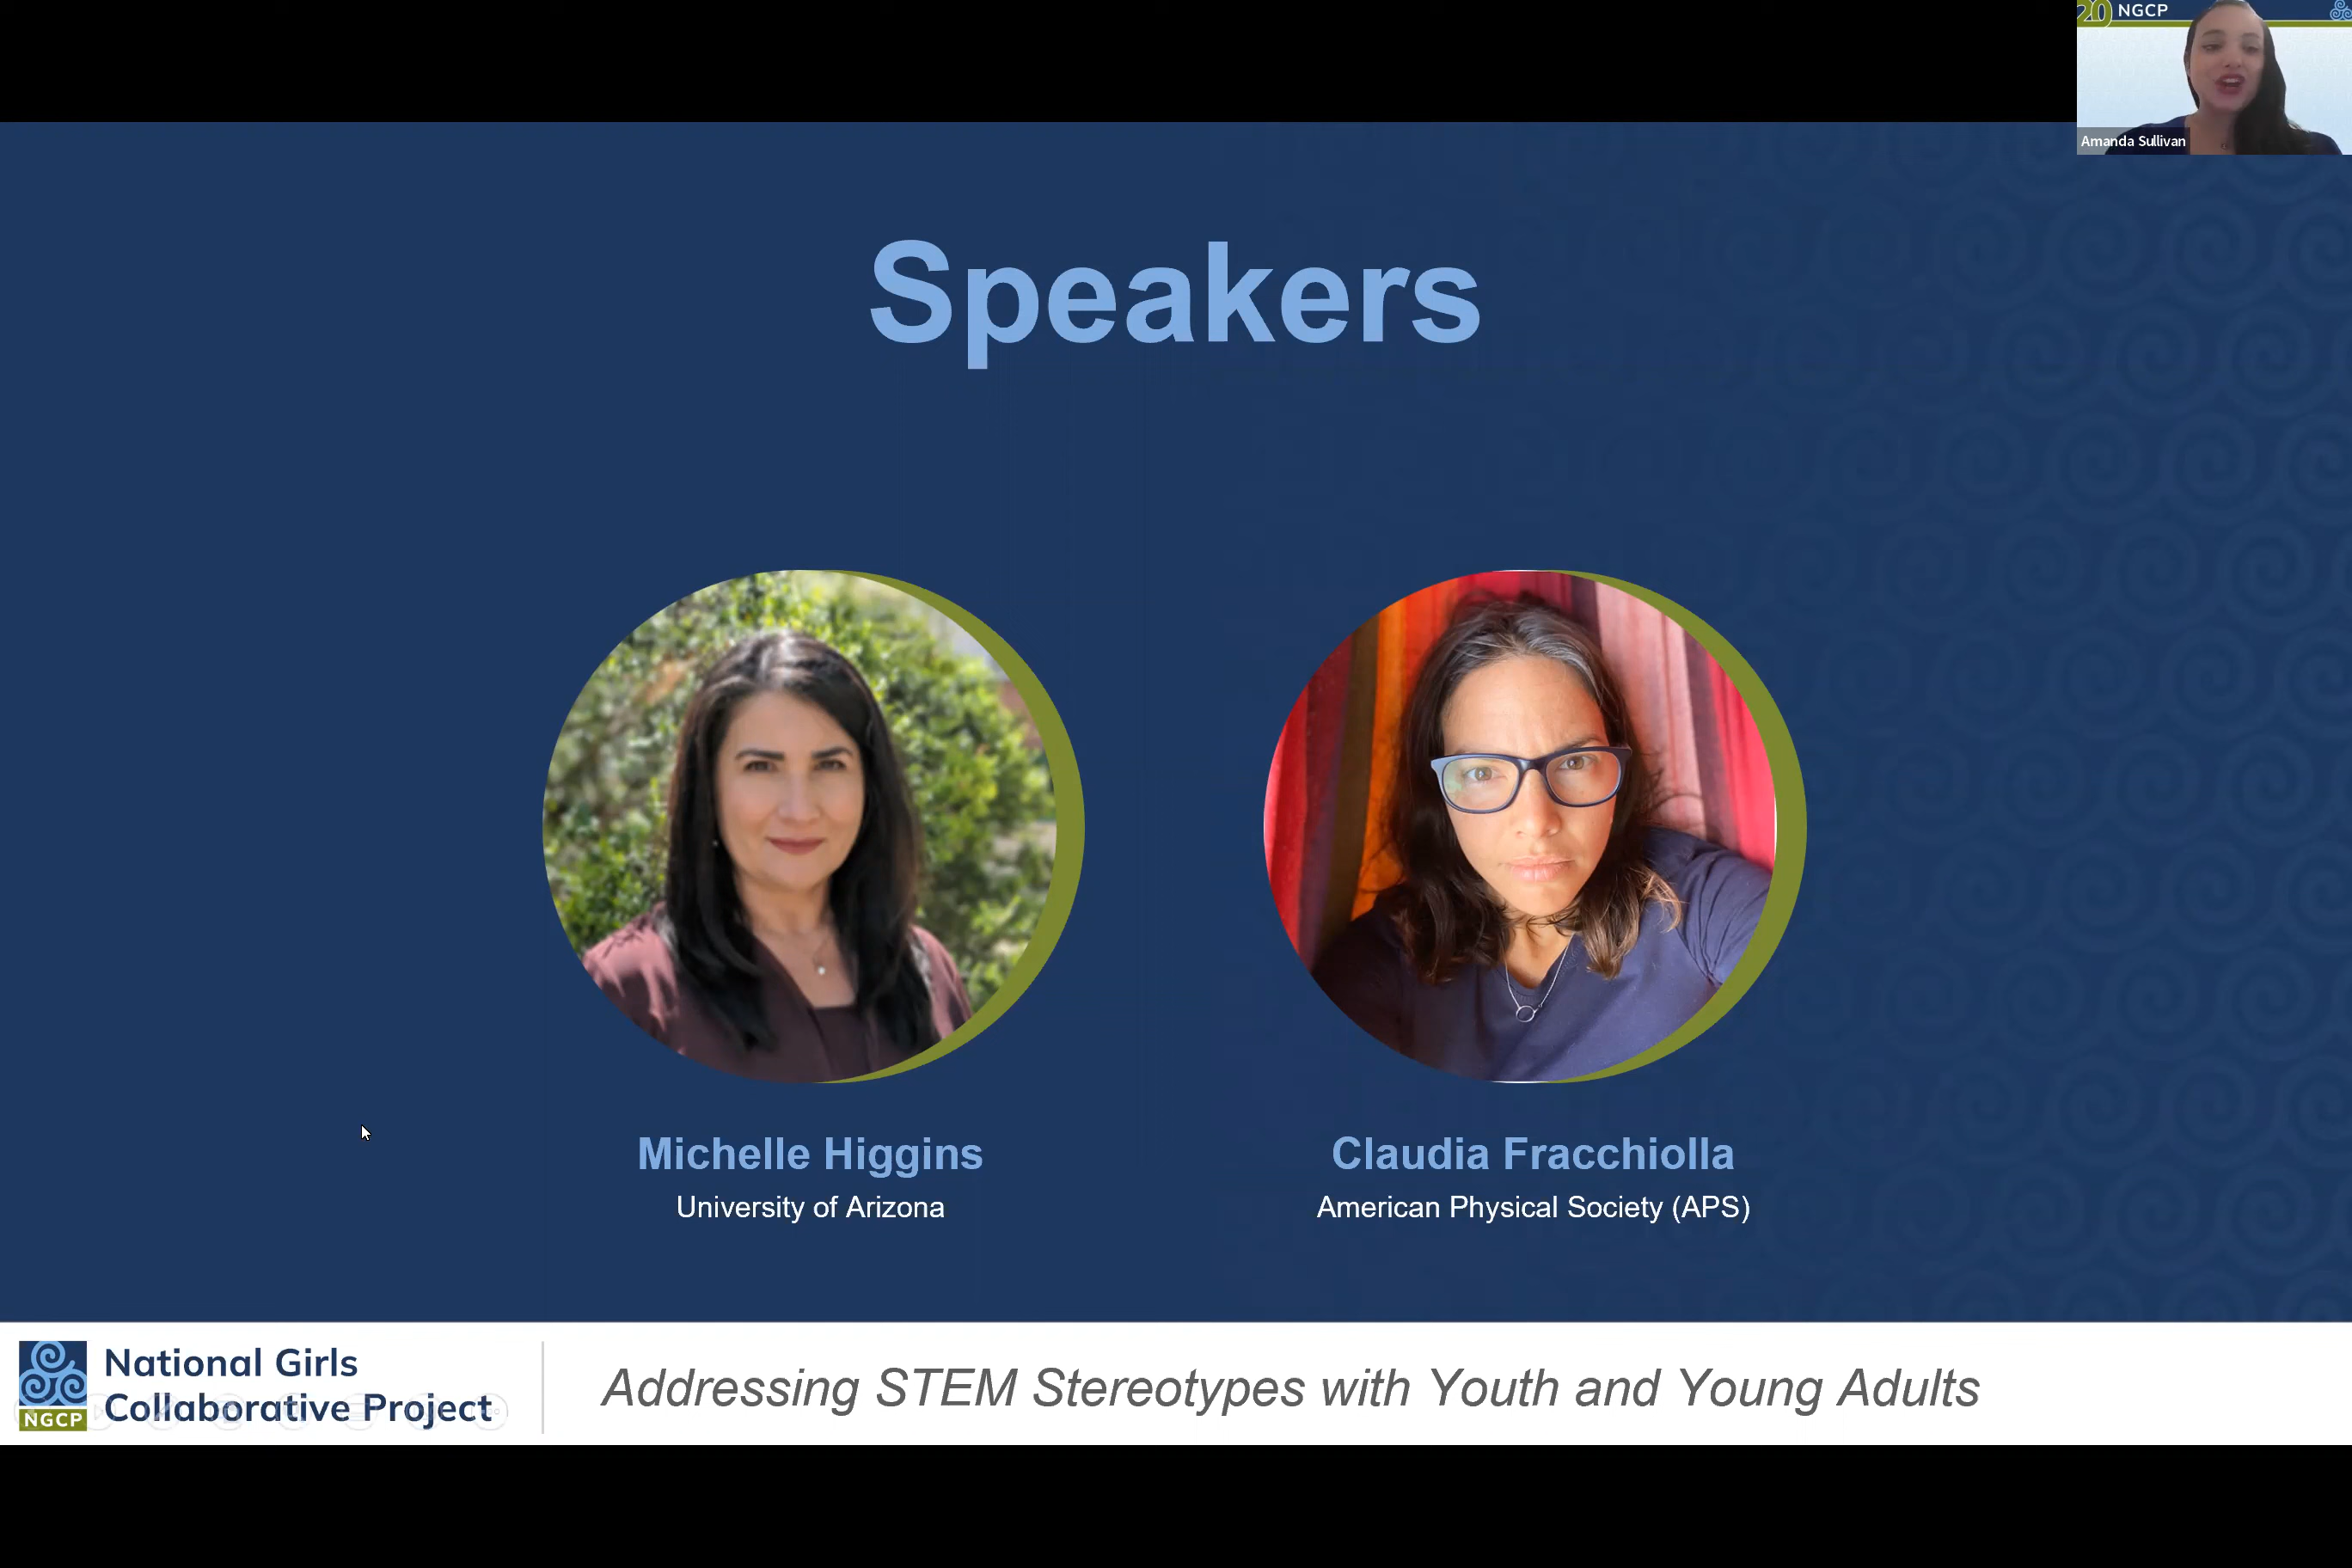 20 NGCP
Amanda Sullivan
Speakers
Michelle Higgins
University of Arizona
Claudia Fracchiolla
American Physical Society (APS)
National Girls
Collaborative Project
NGCP
Addressing STEM Stereotypes with Youth and Young Adults